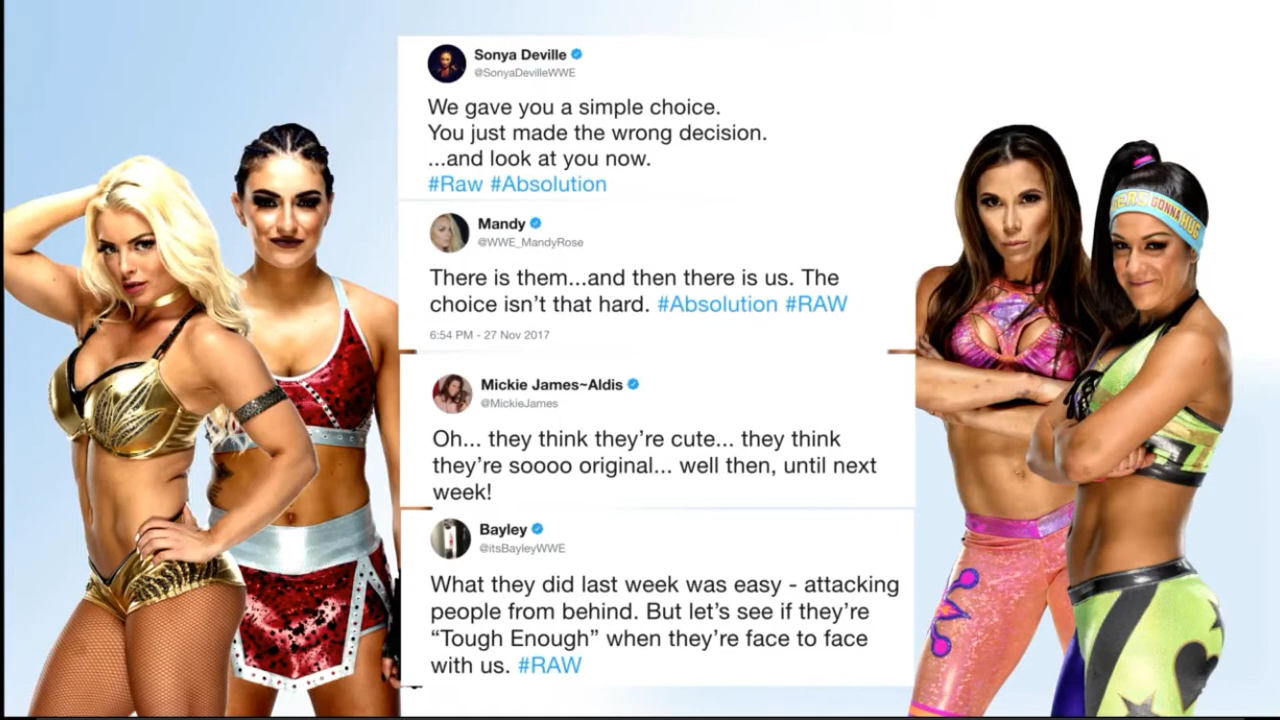 Sonya Deville
@SonyaDevilleWWE
We gave you a simple choice.
You just made the wrong decision.
...and look at you now.
#Raw #Absolution
Mandy
@WWE_MandyRose
There is them...and then there is us. The
choice isn't that hard. #Absolution #RAW
6:54 PM - 27 Nov 2017
Mickie James~Aldis
@MickieJames
Oh... they think they're cute... they think
they're soooo original... well then, until next
week!
Bayley
@itsBayleyWWE
What they did last week was easy - attacking
people from behind. But let's see if they're
“Tough Enough” when they're face to face
with us. #RAW
GONNA HUG